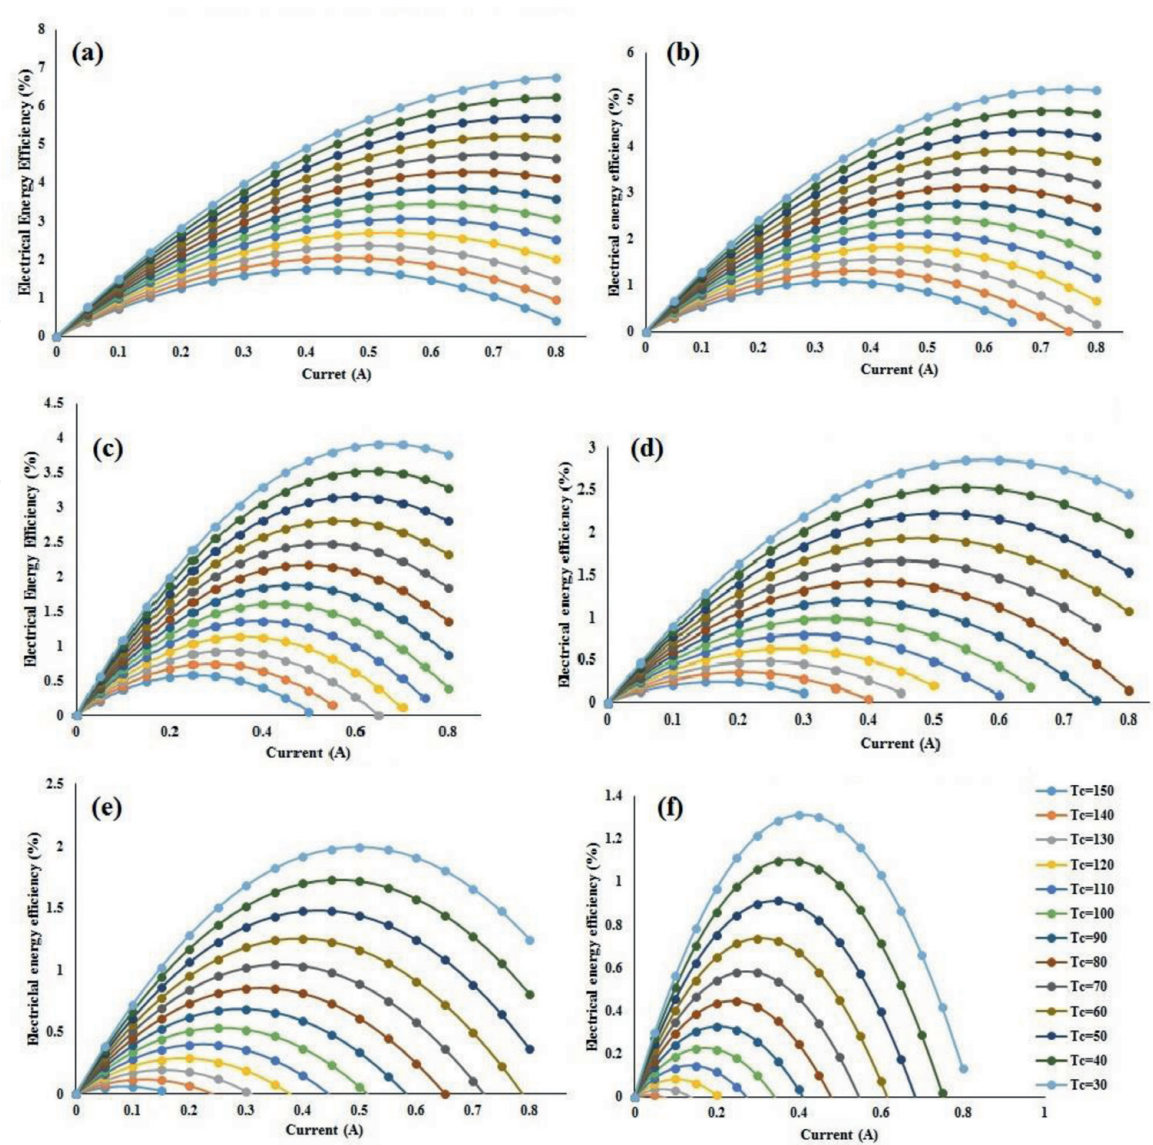 (a)
Electrical Energy Efficiency (%)
8
7
6
5
4
3
2
1
0
0 0.1 0.2 0.3 0.4 0.5 0.6 0.7 0.8
Curret (A)
(b)
Electrical energy efficiency (%)
6
5
4
3
2
1
0
0 0.1 0.2 0.3 0.4 0.5 0.6 0.7 0.8
Current (A)
(c)
Electrical Energy Efficiency (%)
4.5
4
3.5
3
2.5
2
1.5
1
0.5
0
0 0.2 0.4 0.6 0.8
Current (A)
(d)
Electrical energy efficiency (%)
3
2.5
2
1.5
1
0.5
0
0 0.1 0.2 0.3 0.4 0.5 0.6 0.7 0.8
Current (A)
(e)
Electricial energy efficiency (%)
2.5
2
1.5
1
0.5
0
0 0.1 0.2 0.3 0.4 0.5 0.6 0.7 0.8
Current (A)
(f)
Electrical energy efficiency (%)
1.4
1.2
1
0.8
0.6
0.4
0.2
0
0 0.2 0.4 0.6 0.8 1
Current (A)
Tc=150
Tc=140
Tc=130
Tc=120
Tc=110
Tc=100
Tc=90
Tc=80
Tc=70
Tc=60
Tc=50
Tc=40
Tc=30